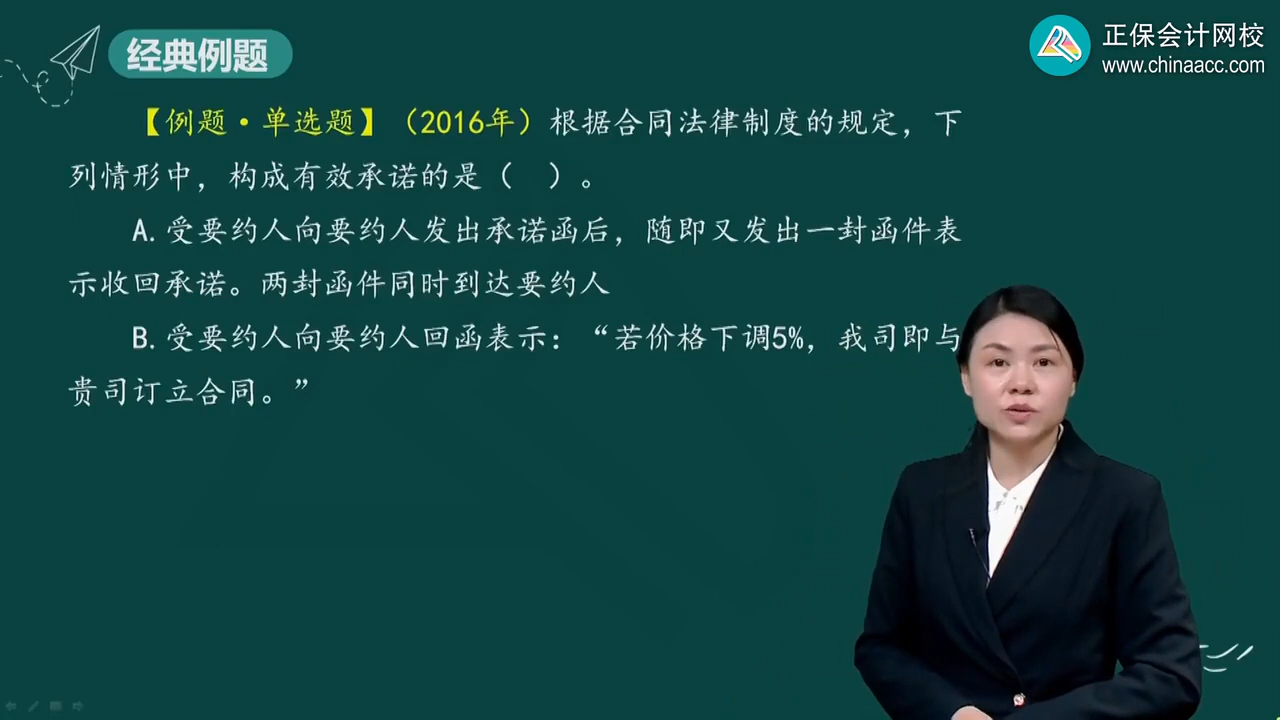 经典例题
正保会计网校
www.chinaacc.com
【例题·单选题】（2016年）根据合同法律制度的规定，下
列情形中，构成有效承诺的是（ ）。
A.受要约人向要约人发出承诺函后，随即又发出一封函件表
示收回承诺。两封函件同时到达要约人
B.受要约人向要约人回函表示：“若价格下调5%，我司即与
贵司订立合同。”